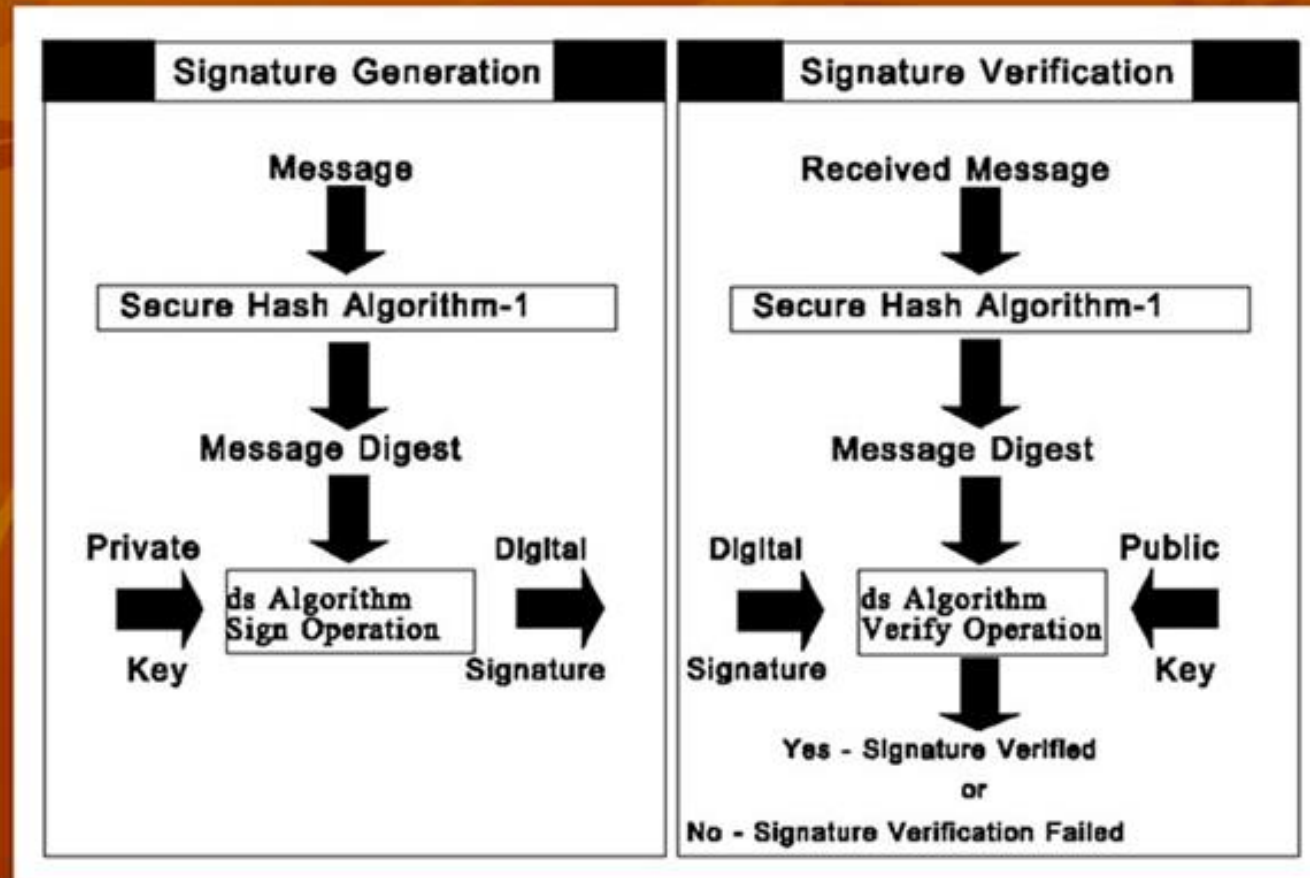 Signature Generation
Message
Secure Hash Algorithm-1
Message Digest
Private
Key
ds Algorithm
Sign Operation
Digital
Signature
Signature Verification
Received Message
Secure Hash Algorithm-1
Message Digest
Digital
Signature
ds Algorithm
Verify Operation
Public
Key
Yes - Signature Verified
or
No - Signature Verification Failed